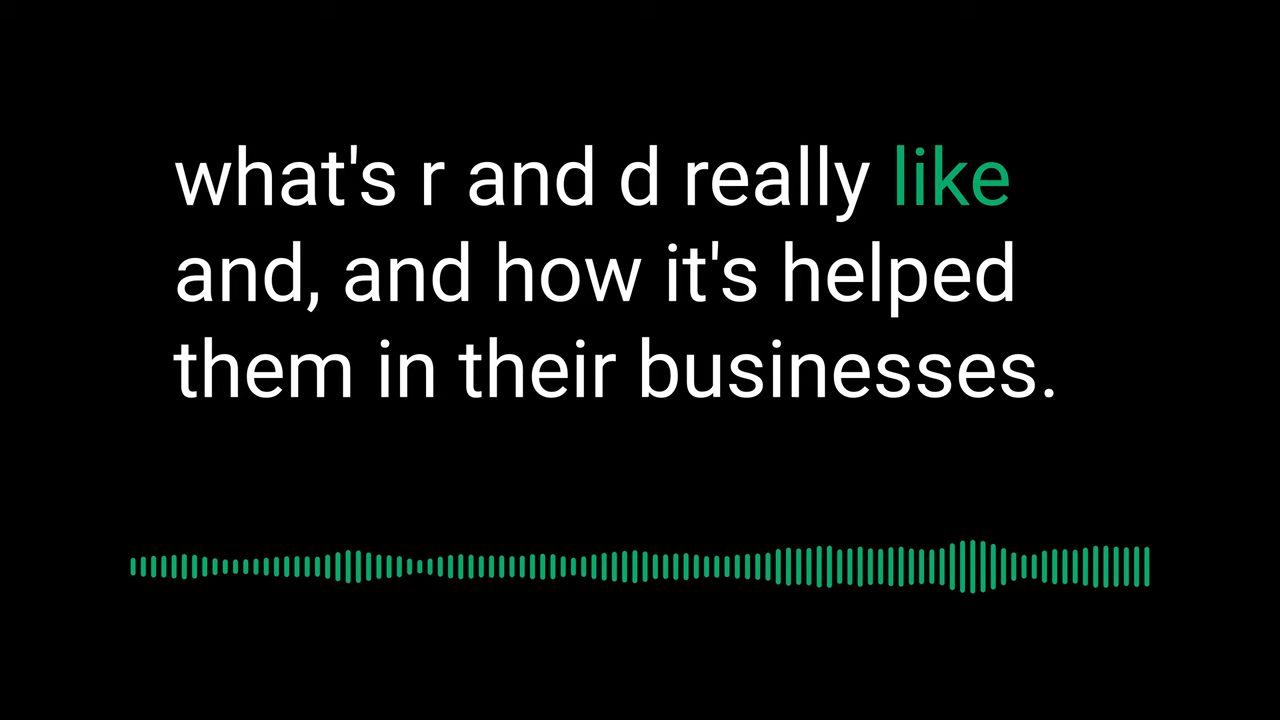 what's r and d really like
and, and how it's helped
them in their businesses.